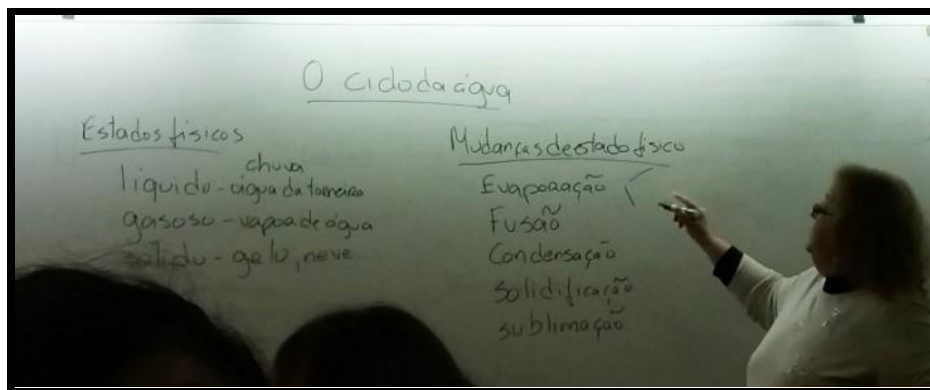 O ciclo da água
Estados físicos
chuva
líquido - água da torneira
gasoso - vapor de água
sólido - gelo, neve
Mudanças de estado físico
Evaporação
Fusão
Condensação
solidificação
sublimação